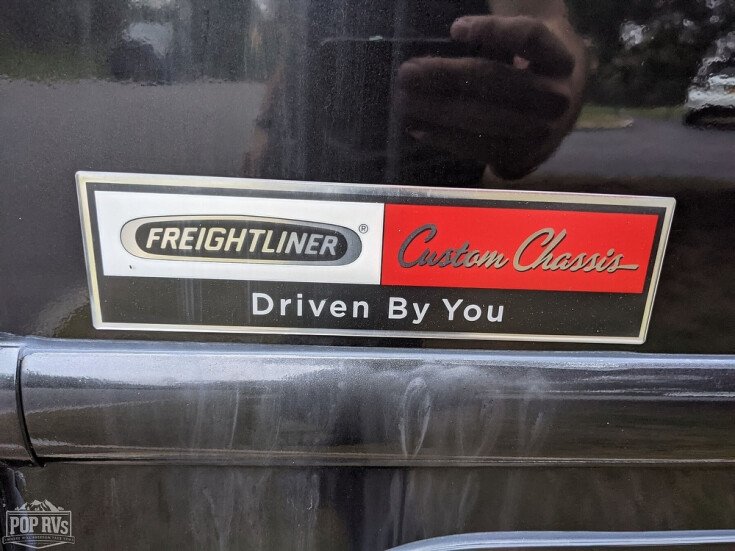 FREIGHTLINER®
Custom Chassis
Driven By You
POP RVs